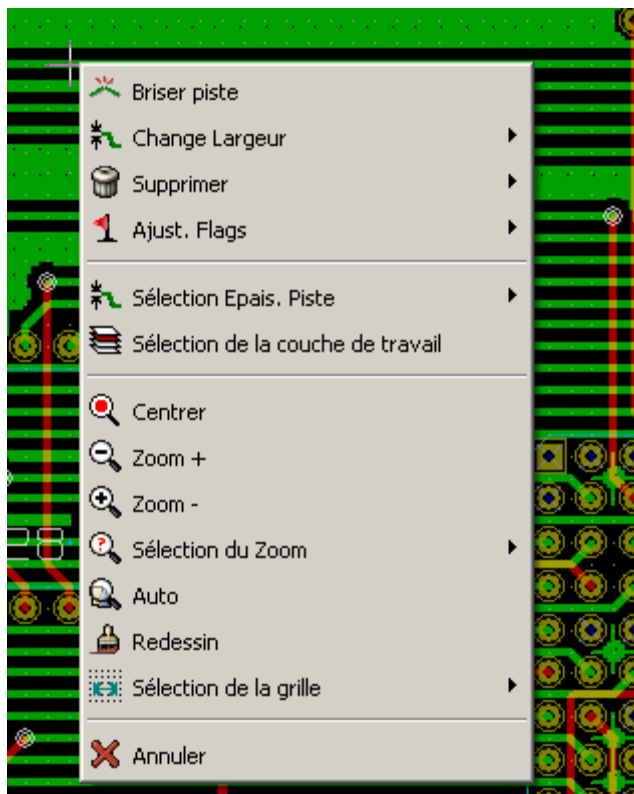 Briser piste
Change Largeur
Supprimer
Ajust. Flags
Sélection Epais. Piste
Sélection de la couche de travail
Centrer
Zoom +
Zoom -
Sélection du Zoom
Auto
Redessin
Sélection de la grille
Annuler